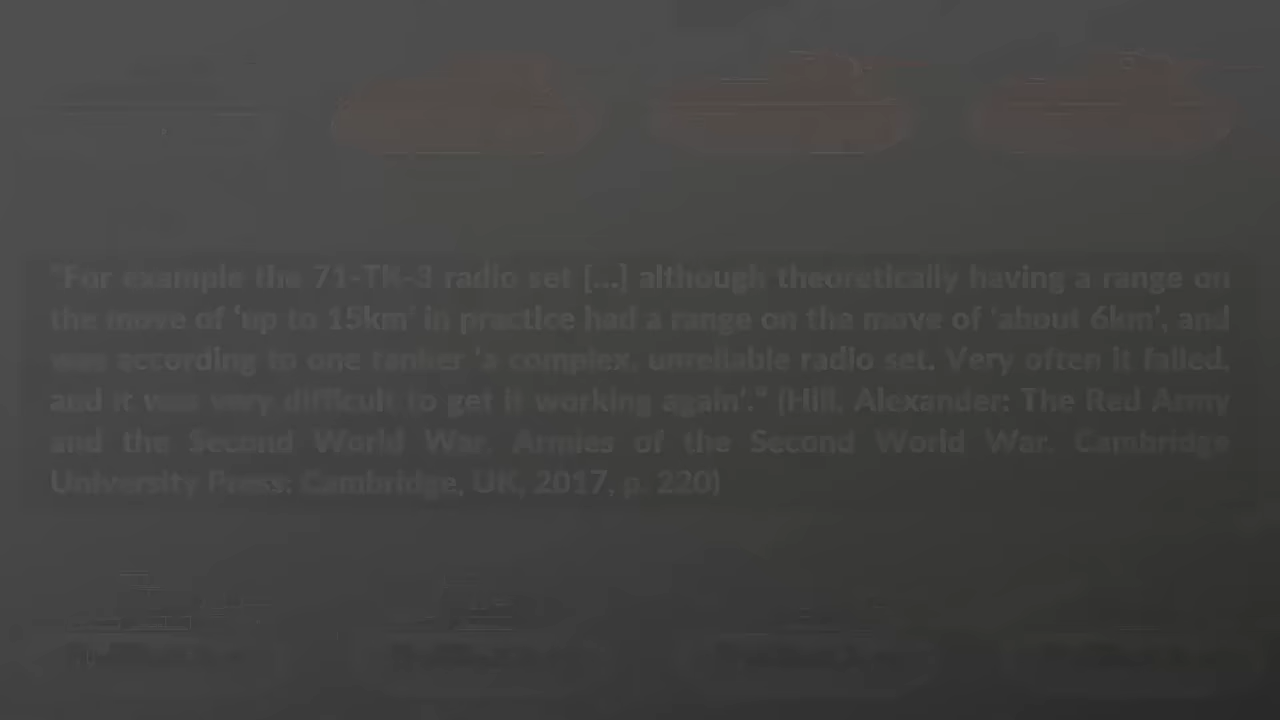 "For example the 71-TK-3 radio set [...] although theoretically having a range on
the move of 'up to 15km' in practice had a range on the move of 'about 6km', and
was according to one tanker 'a complex, unreliable radio set. Very often it failed,
and it was very difficult to get it working again'." (Hill, Alexander: The Red Army
and the Second World War. Armies of the Second World War. Cambridge
University Press: Cambridge, UK, 2017, p. 220)